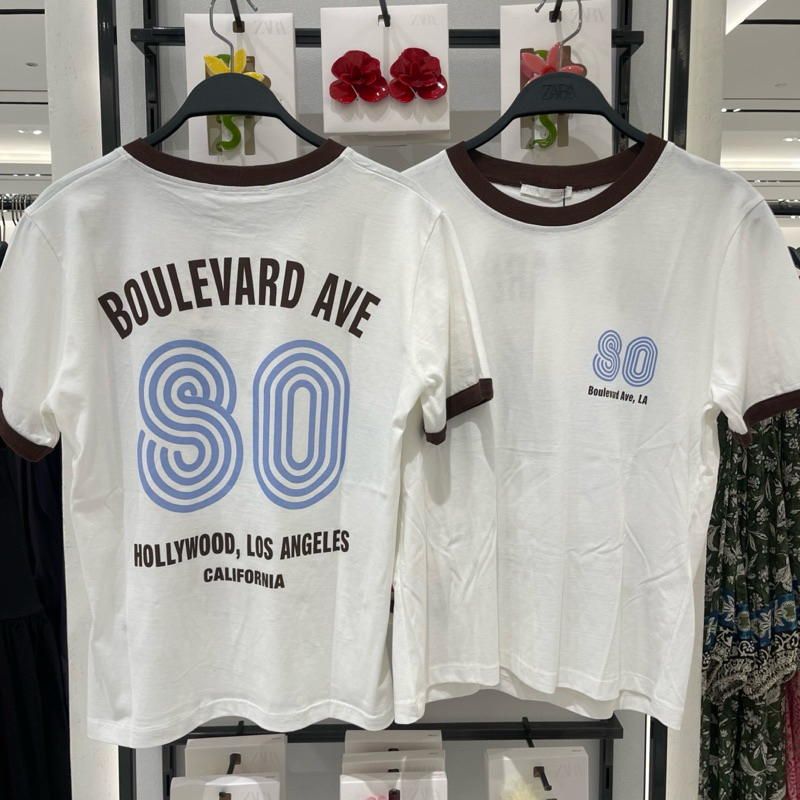 ZARA
BOULEVARD AVE
80
HOLLYWOOD, LOS ANGELES
CALIFORNIA
80
Boulevard Ave, LA